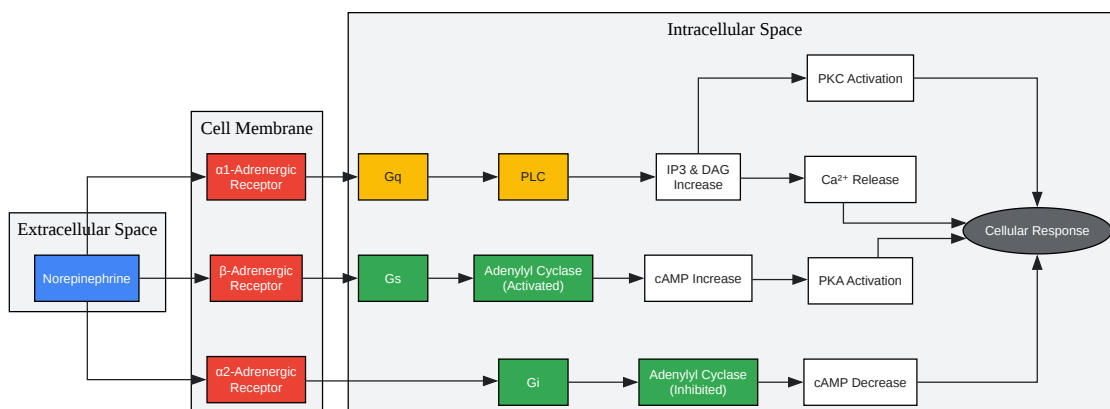 Intracellular Space
PKC Activation
Cell Membrane
α1-Adrenergic
Receptor
Gq
PLC
IP3 & DAG
Increase
Ca²⁺ Release
Extracellular Space
Cellular Response
Norepinephrine
β-Adrenergic
Receptor
Gs
Adenylyl Cyclase
(Activated)
cAMP Increase
PKA Activation
α2-Adrenergic
Receptor
Gi
Adenylyl Cyclase
(Inhibited)
cAMP Decrease